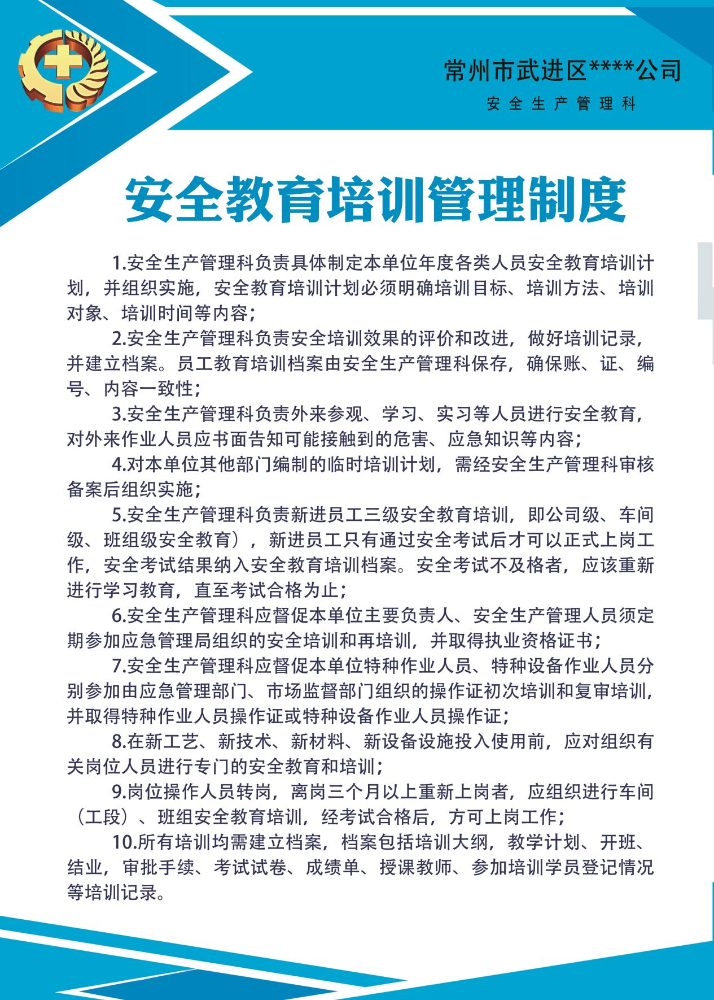 常州市武进区****公司
安全生产管理科
安全教育培训管理制度
1.安全生产管理科负责具体制定本单位年度各类人员安全教育培训计
划，并组织实施，安全教育培训计划必须明确培训目标、培训方法、培训
对象、培训时间等内容；
2.安全生产管理科负责安全培训效果的评价和改进，做好培训记录，
并建立档案。员工教育培训档案由安全生产管理科保存，确保账、证、编
号、内容一致性；
3.安全生产管理科负责外来参观、学习、实习等人员进行安全教育，
对外来作业人员应书面告知可能接触到的危害、应急知识等内容；
4.对本单位其他部门编制的临时培训计划，需经安全生产管理科审核
备案后组织实施；
5.安全生产管理科负责新进员工三级安全教育培训，即公司级、车间
级、班组级安全教育），新进员工只有通过安全考试后才可以正式上岗工
作，安全考试结果纳入安全教育培训档案。安全考试不及格者，应该重新
进行学习教育，直至考试合格为止；
6.安全生产管理科应督促本单位主要负责人、安全生产管理人员须定
期参加应急管理局组织的安全培训和再培训，并取得执业资格证书；
7.安全生产管理科应督促本单位特种作业人员、特种设备作业人员分
别参加由应急管理部门、市场监督部门组织的操作证初次培训和复审培训，
并取得特种作业人员操作证或特种设备作业人员操作证；
8.在新工艺、新技术、新材料、新设备设施投入使用前，应对组织有
关岗位人员进行专门的安全教育和培训；
9.岗位操作人员转岗，离岗三个月以上重新上岗者，应组织进行车间
（工段）、班组安全教育培训，经考试合格后，方可上岗工作；
10.所有培训均需建立档案，档案包括培训大纲，教学计划、开班、
结业，审批手续、考试试卷、成绩单、授课教师、参加培训学员登记情况
等培训记录。